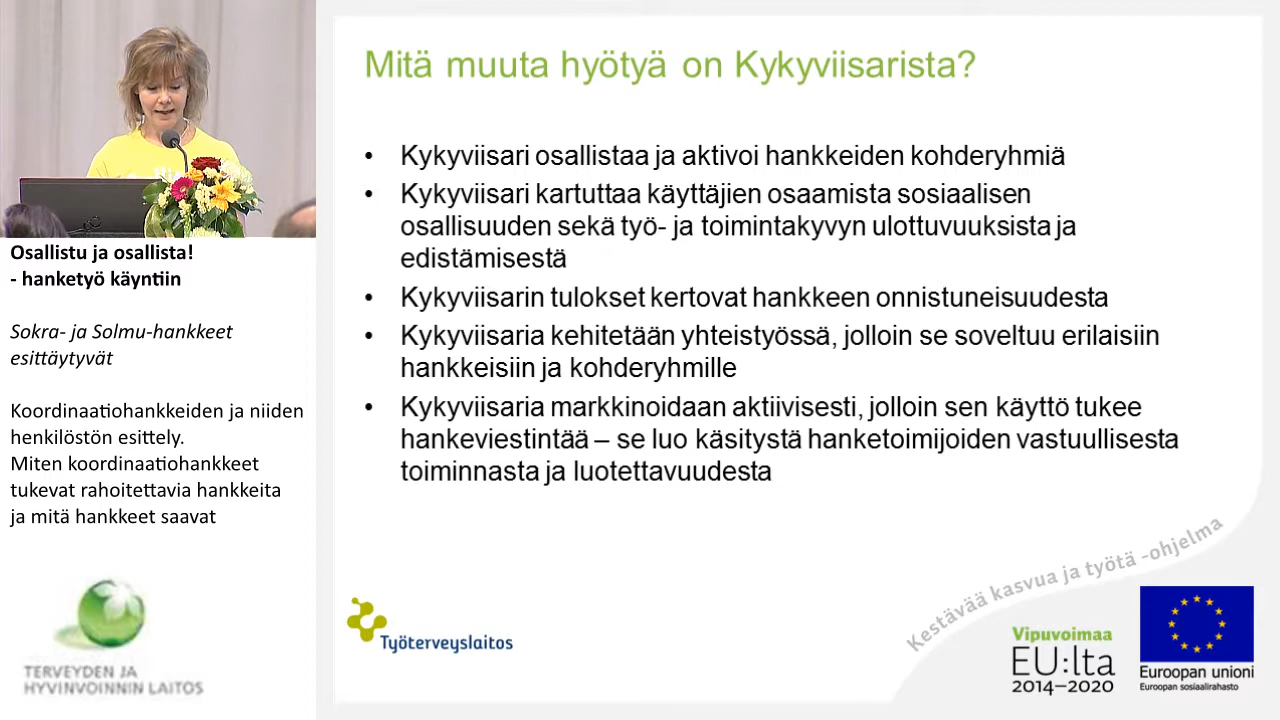 Osallistu ja osallista!
- hanketyö käyntiin
Sokra- ja Solmu-hankkeet
esittäytyvät
Koordinaatiohankkeiden ja niiden
henkilöstön esittely.
Miten koordinaatiohankkeet
tukevat rahoitettavia hankkeita
ja mitä hankkeet saavat
TERVEYDEN JA
HYVINVOINNIN LAITOS
Mitä muuta hyötyä on Kykyviisarista?
• Kykyviisari osallistaa ja aktivoi hankkeiden kohderyhmiä
• Kykyviisari kartuttaa käyttäjien osaamista sosiaalisen
osallisuuden sekä työ- ja toimintakyvyn ulottuvuuksista ja
edistämisestä
• Kykyviisarin tulokset kertovat hankkeen onnistuneisuudesta
• Kykyviisaria kehitetään yhteistyössä, jolloin se soveltuu erilaisiin
hankkeisiin ja kohderyhmille
• Kykyviisaria markkinoidaan aktiivisesti, jolloin sen käyttö tukee
hankeviestintää – se luo käsitystä hanketoimijoiden vastuullisesta
toiminnasta ja luotettavuudesta
Työterveyslaitos
Kestävää kasvua ja työtä -ohjelma
Vipuvoimaa
EU:lta
2014–2020
Euroopan unioni
Euroopan sosiaalirahasto